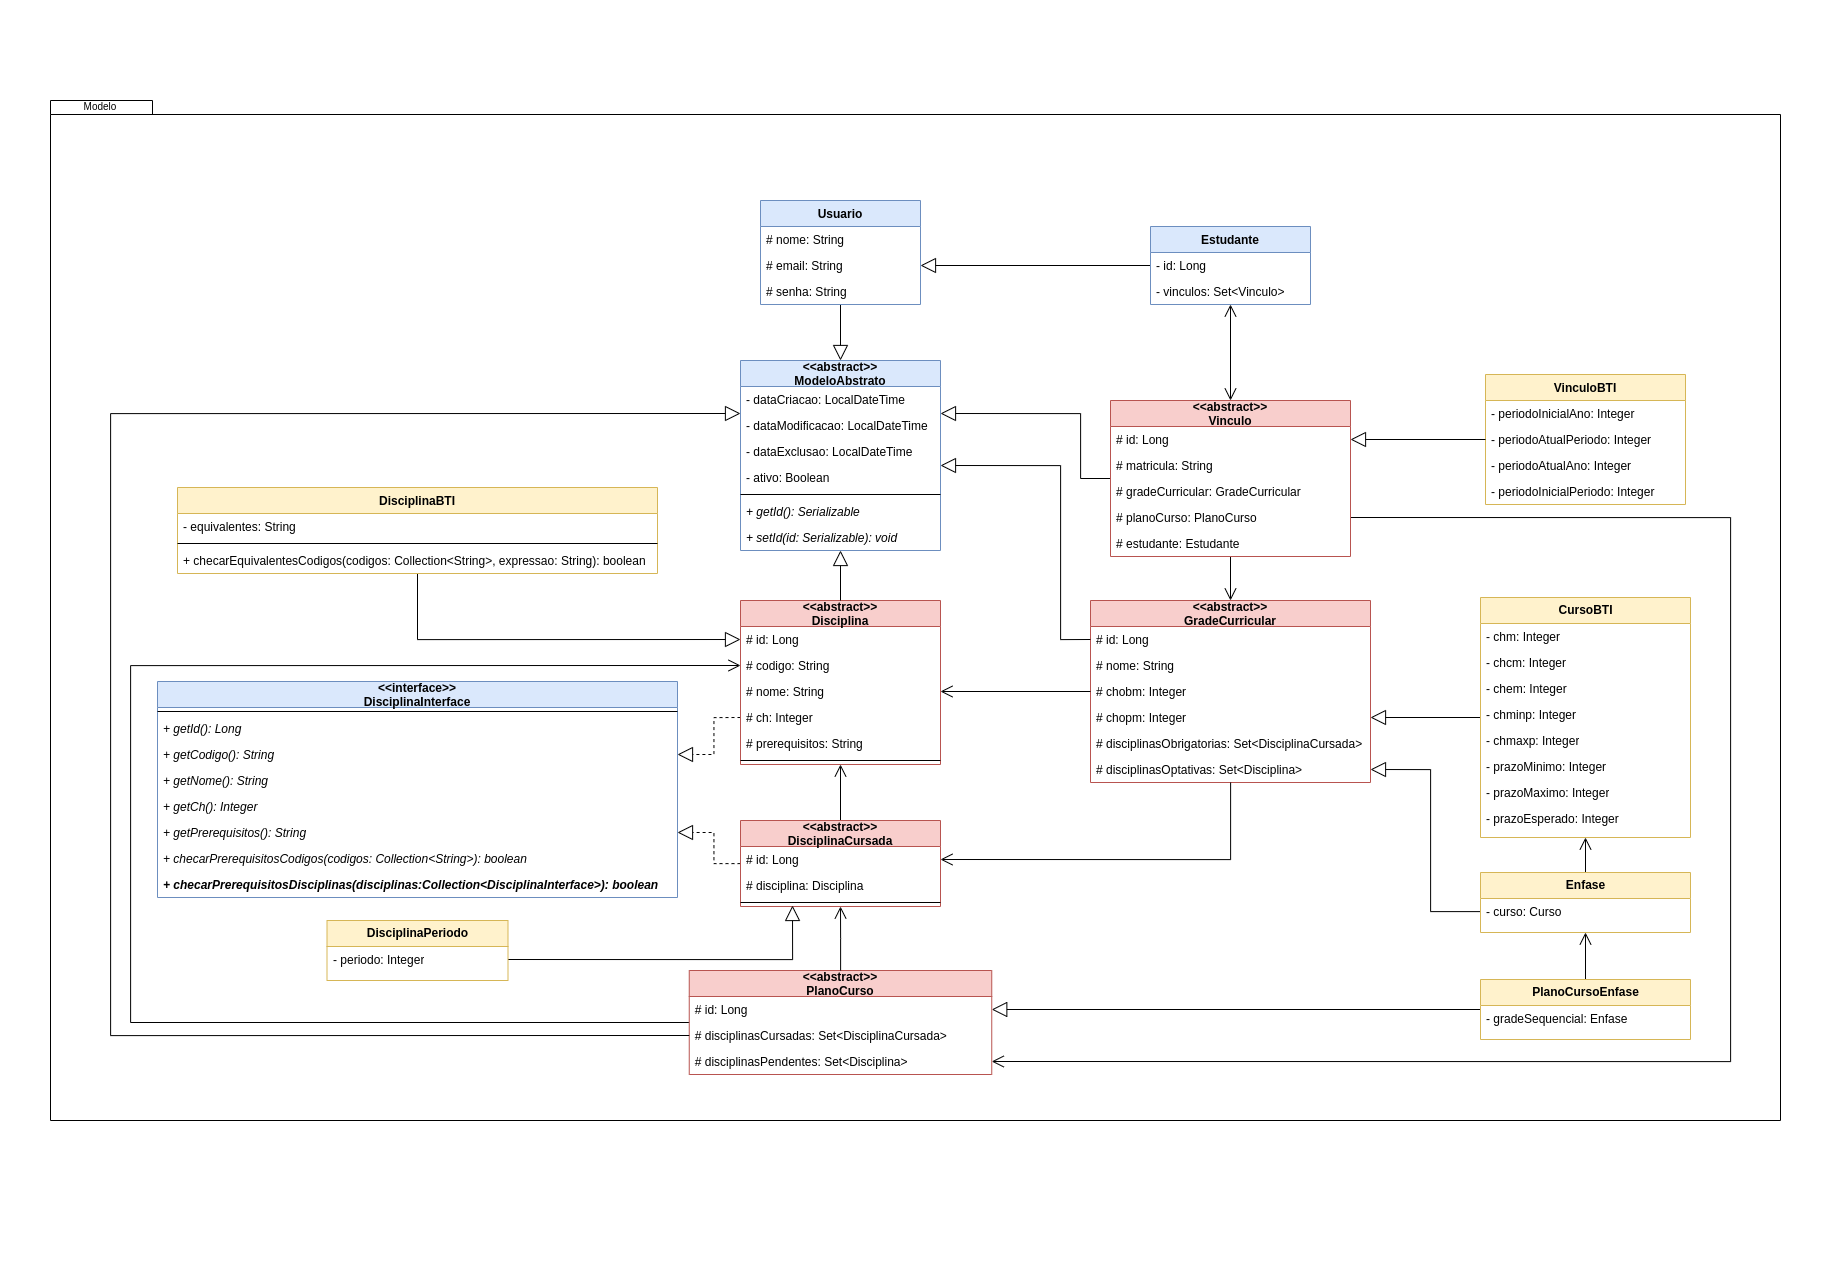 Modelo
Usuario
# nome: String
# email: String
# senha: String
Estudante
- id: Long
- vinculos: Set<Vinculo>
<<abstract>>
ModeloAbstrato
- dataCriacao: LocalDateTime
- dataModificacao: LocalDateTime
- dataExclusao: LocalDateTime
- ativo: Boolean
+ getId(): Serializable
+ setId(id: Serializable): void
<<abstract>>
Vinculo
# id: Long
# matricula: String
# gradeCurricular: GradeCurricular
# planoCurso: PlanoCurso
# estudante: Estudante
VinculoBTI
- periodoInicialAno: Integer
- periodoAtualPeriodo: Integer
- periodoAtualAno: Integer
- periodoInicialPeriodo: Integer
DisciplinaBTI
- equivalentes: String
+ checarEquivalentesCodigos(codigos: Collection<String>, expressao: String): boolean
<<abstract>>
Disciplina
# id: Long
# codigo: String
# nome: String
# ch: Integer
# prerequisitos: String
<<abstract>>
GradeCurricular
# id: Long
# nome: String
# chobm: Integer
# chopm: Integer
# disciplinasObrigatorias: Set<DisciplinaCursada>
# disciplinasOptativas: Set<Disciplina>
CursoBTI
- chm: Integer
- chcm: Integer
- chem: Integer
- chminp: Integer
- chmaxp: Integer
- prazoMinimo: Integer
- prazoMaximo: Integer
- prazoEsperado: Integer
<<interface>>
DisciplinaInterface
+ getId(): Long
+ getCodigo(): String
+ getNome(): String
+ getCh(): Integer
+ getPrerequisitos(): String
+ checarPrerequisitosCodigos(codigos: Collection<String>): boolean
+ checarPrerequisitosDisciplinas(disciplinas:Collection<DisciplinaInterface>): boolean
<<abstract>>
DisciplinaCursada
# id: Long
# disciplina: Disciplina
Enfase
- curso: Curso
DisciplinaPeriodo
- periodo: Integer
<<abstract>>
PlanoCurso
# id: Long
# disciplinasCursadas: Set<DisciplinaCursada>
# disciplinasPendentes: Set<Disciplina>
PlanoCursoEnfase
- gradeSequencial: Enfase